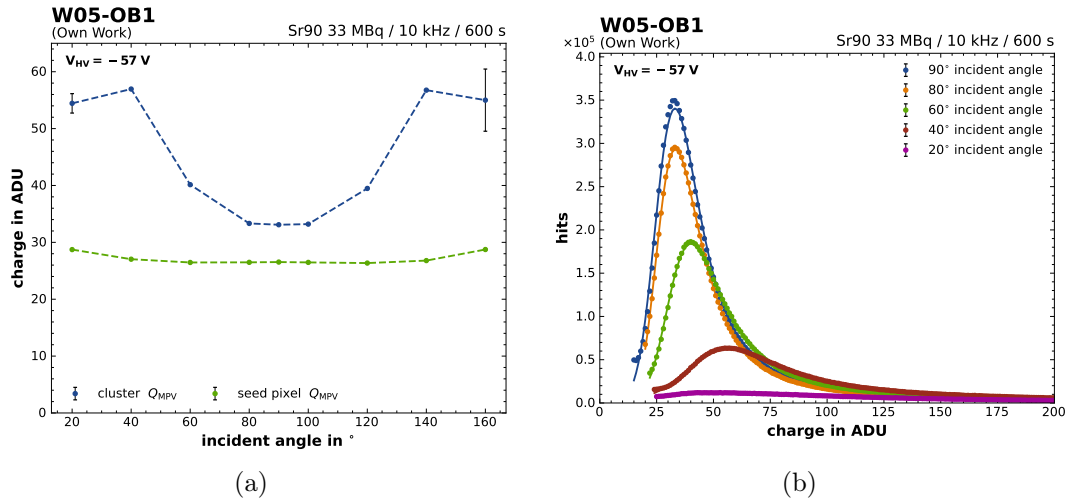 W05-OB1
(Own Work)
Sr90 33 MBq / 10 kHz / 600 s
V_HV = −57 V
charge in ADU
60
50
40
30
20
10
0
20
40
60
80
100
120
140
160
incident angle in °
cluster Q_MPV
seed pixel Q_MPV
(a)
W05-OB1
×10⁵ (Own Work)
Sr90 33 MBq / 10 kHz / 600 s
V_HV = −57 V
90° incident angle
80° incident angle
60° incident angle
40° incident angle
20° incident angle
hits
4.0
3.5
3.0
2.5
2.0
1.5
1.0
0.5
0.0
0
25
50
75
100
125
150
175
200
charge in ADU
(b)